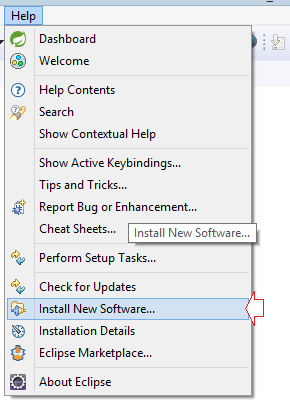 Help
Dashboard
Welcome
Help Contents
Search
Show Contextual Help
Show Active Keybindings...
Tips and Tricks...
Report Bug or Enhancement...
Cheat Sheets...
Install New Software...
Perform Setup Tasks...
Check for Updates
Install New Software...
Installation Details
Eclipse Marketplace...
About Eclipse